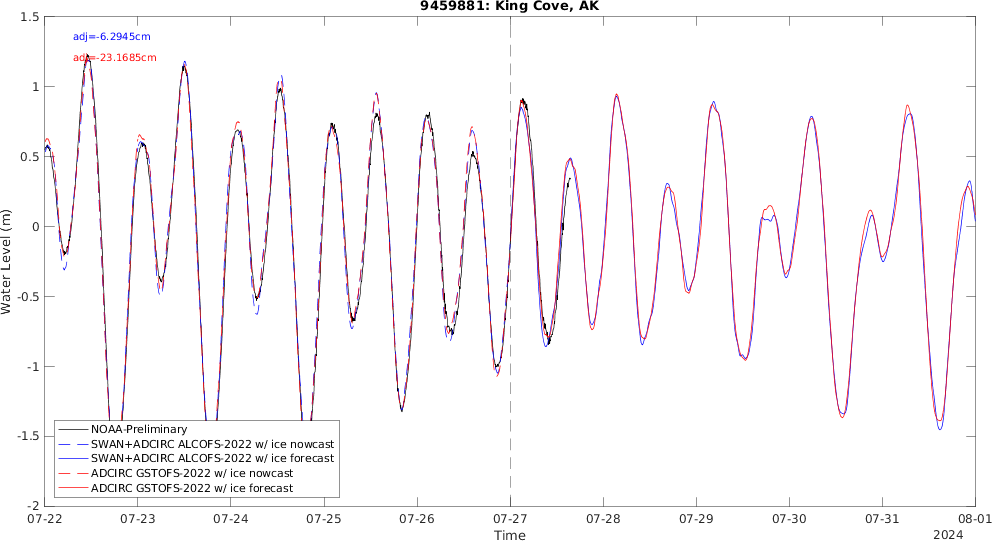 9459881: King Cove, AK
adj=-6.2945cm
adj=-23.1685cm
1.5
1
0.5
0
-0.5
-1
-1.5
-2
Water Level (m)
NOAA-Preliminary
SWAN+ADCIRC ALCOFS-2022 w/ ice nowcast
SWAN+ADCIRC ALCOFS-2022 w/ ice forecast
ADCIRC GSTOFS-2022 w/ ice nowcast
ADCIRC GSTOFS-2022 w/ ice forecast
07-22 07-23 07-24 07-25 07-26 07-27 07-28 07-29 07-30 07-31 08-01
Time
2024